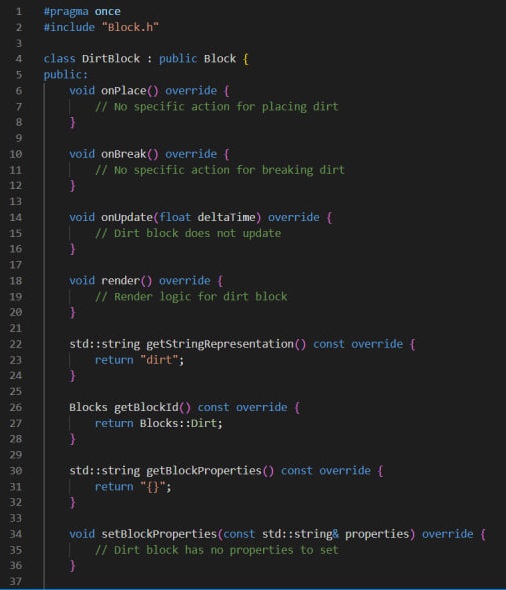 1 #pragma once
2 #include "Block.h"
3
4 class DirtBlock : public Block {
5 public:
6     void onPlace() override {
7         // No specific action for placing dirt
8     }
9
10     void onBreak() override {
11         // No specific action for breaking dirt
12     }
13
14     void onUpdate(float deltaTime) override {
15         // Dirt block does not update
16     }
17
18     void render() override {
19         // Render logic for dirt block
20     }
21
22     std::string getStringRepresentation() const override {
23         return "dirt";
24     }
25
26     Blocks getBlockId() const override {
27         return Blocks::Dirt;
28     }
29
30     std::string getBlockProperties() const override {
31         return "{}";
32     }
33
34     void setBlockProperties(const std::string& properties) override {
35         // Dirt block has no properties to set
36     }
37